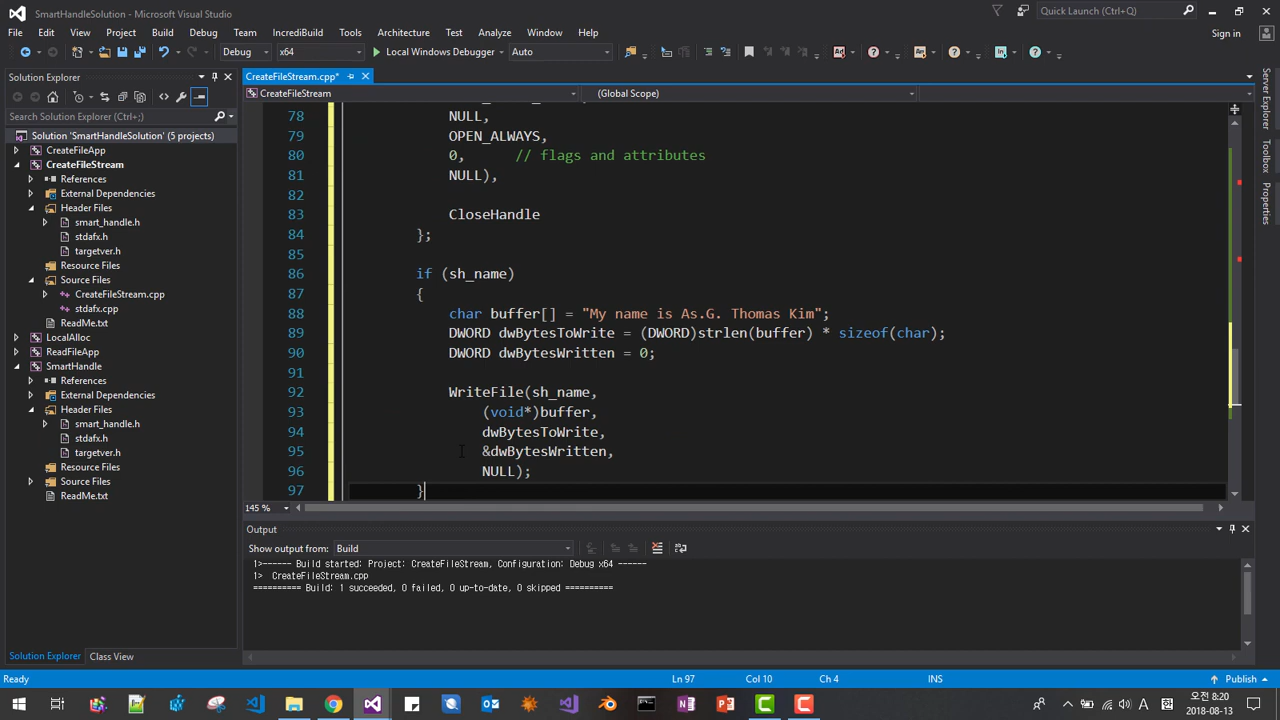 SmartHandleSolution - Microsoft Visual Studio
Quick Launch (Ctrl+Q)
File Edit View Project Build Debug Team IncrediBuild Tools Architecture Test Analyze Window Help
Sign in
Debug x64 Local Windows Debugger Auto
Solution Explorer
Search Solution Explorer (Ctrl+;)
Solution 'SmartHandleSolution' (5 projects)
CreateFileApp
CreateFileStream
References
External Dependencies
Header Files
smart_handle.h
stdafx.h
targetver.h
Resource Files
Source Files
CreateFileStream.cpp
stdafx.cpp
ReadMe.txt
LocalAlloc
ReadFileApp
SmartHandle
References
External Dependencies
Header Files
smart_handle.h
stdafx.h
targetver.h
Resource Files
Source Files
ReadMe.txt
Solution Explorer Class View
CreateFileStream.cpp*
CreateFileStream (Global Scope)
78 NULL,
79 OPEN_ALWAYS,
80 0, // flags and attributes
81 NULL),
82
83 CloseHandle
84 };
85
86 if (sh_name)
87 {
88 char buffer[] = "My name is As.G. Thomas Kim";
89 DWORD dwBytesToWrite = (DWORD)strlen(buffer) * sizeof(char);
90 DWORD dwBytesWritten = 0;
91
92 WriteFile(sh_name,
93 (void*)buffer,
94 dwBytesToWrite,
95 &dwBytesWritten,
96 NULL);
97 }
145 %
Output
Show output from: Build
1>------ Build started: Project: CreateFileStream, Configuration: Debug x64 ------
1> CreateFileStream.cpp
========== Build: 1 succeeded, 0 failed, 0 up-to-date, 0 skipped ==========
Server Explorer
Toolbox
Properties
Ready Ln 97 Col 10 Ch 4 INS Publish
A 오전 8:20
2018-08-13